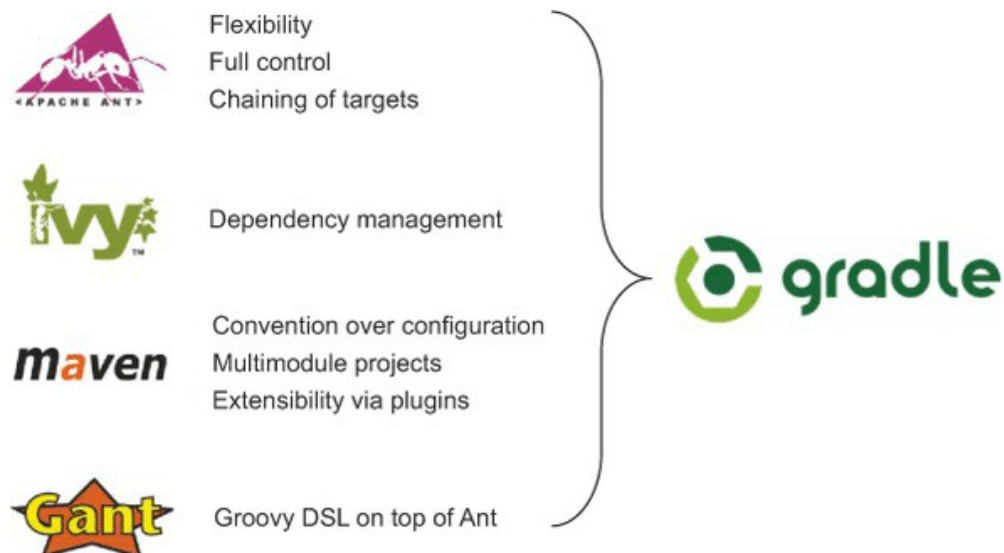 <APACHE ANT>
Flexibility
Full control
Chaining of targets
ivy
TM
Dependency management
maven
Convention over configuration
Multimodule projects
Extensibility via plugins
Gant
Groovy DSL on top of Ant
gradle